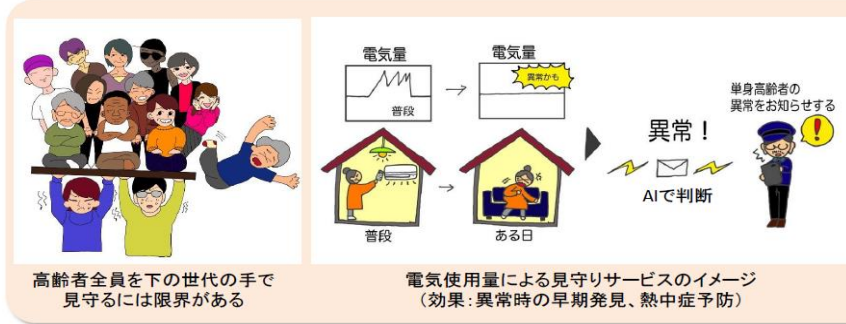 電気量
電気量
異常かも
普段
単身高齢者の
異常をお知らせする
異常！
AIで判断
普段
ある日
高齢者全員を下の世代の手で
見守るには限界がある
電気使用量による見守りサービスのイメージ
（効果：異常時の早期発見、熱中症予防）